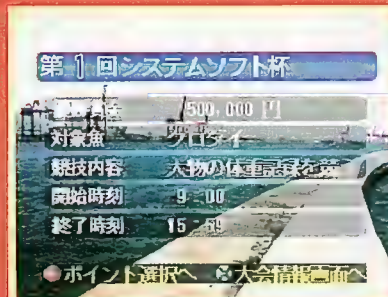 第1回システムソフト杯
500,000円
対象魚 クロダイ
競技内容 大物の体重記録を競
開始時刻 9:00
終了時刻 15:59
ポイント選択へ 大会情報画面へ